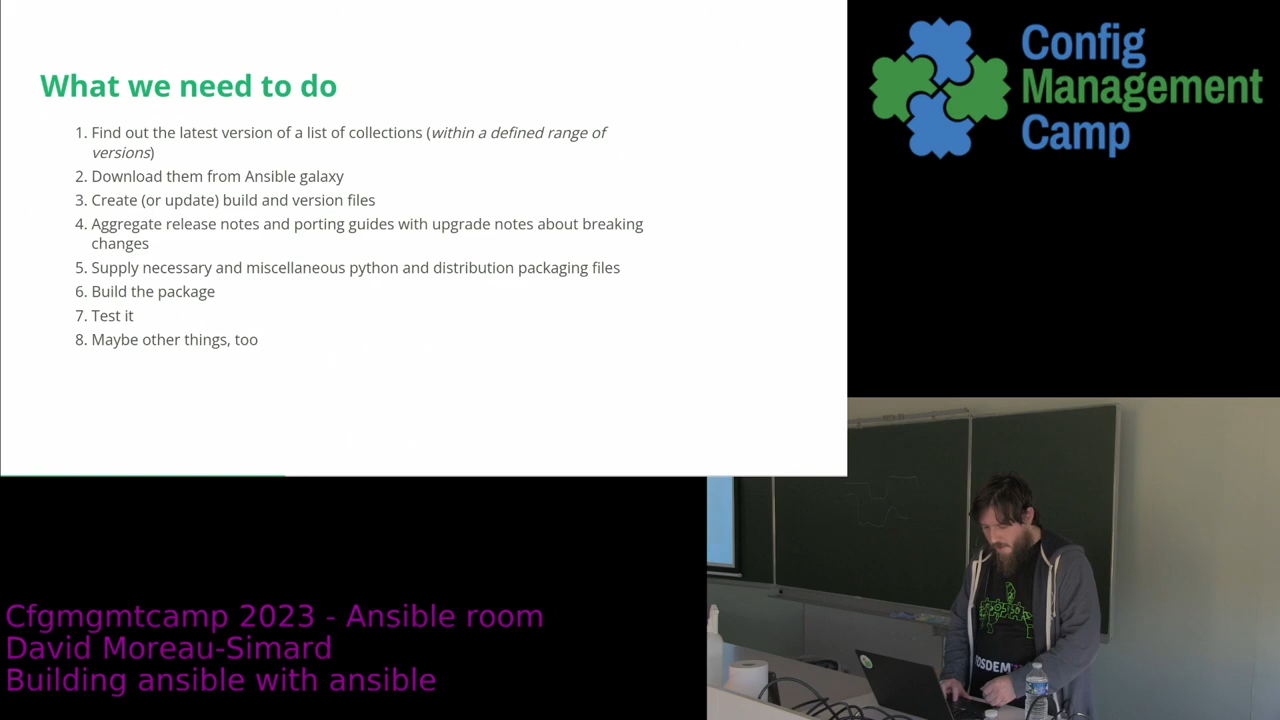 What we need to do
1. Find out the latest version of a list of collections (within a defined range of
versions)
2. Download them from Ansible galaxy
3. Create (or update) build and version files
4. Aggregate release notes and porting guides with upgrade notes about breaking
changes
5. Supply necessary and miscellaneous python and distribution packaging files
6. Build the package
7. Test it
8. Maybe other things, too
Config
Management
Camp
OSDEM
Cfgmgmtcamp 2023 - Ansible room
David Moreau-Simard
Building ansible with ansible